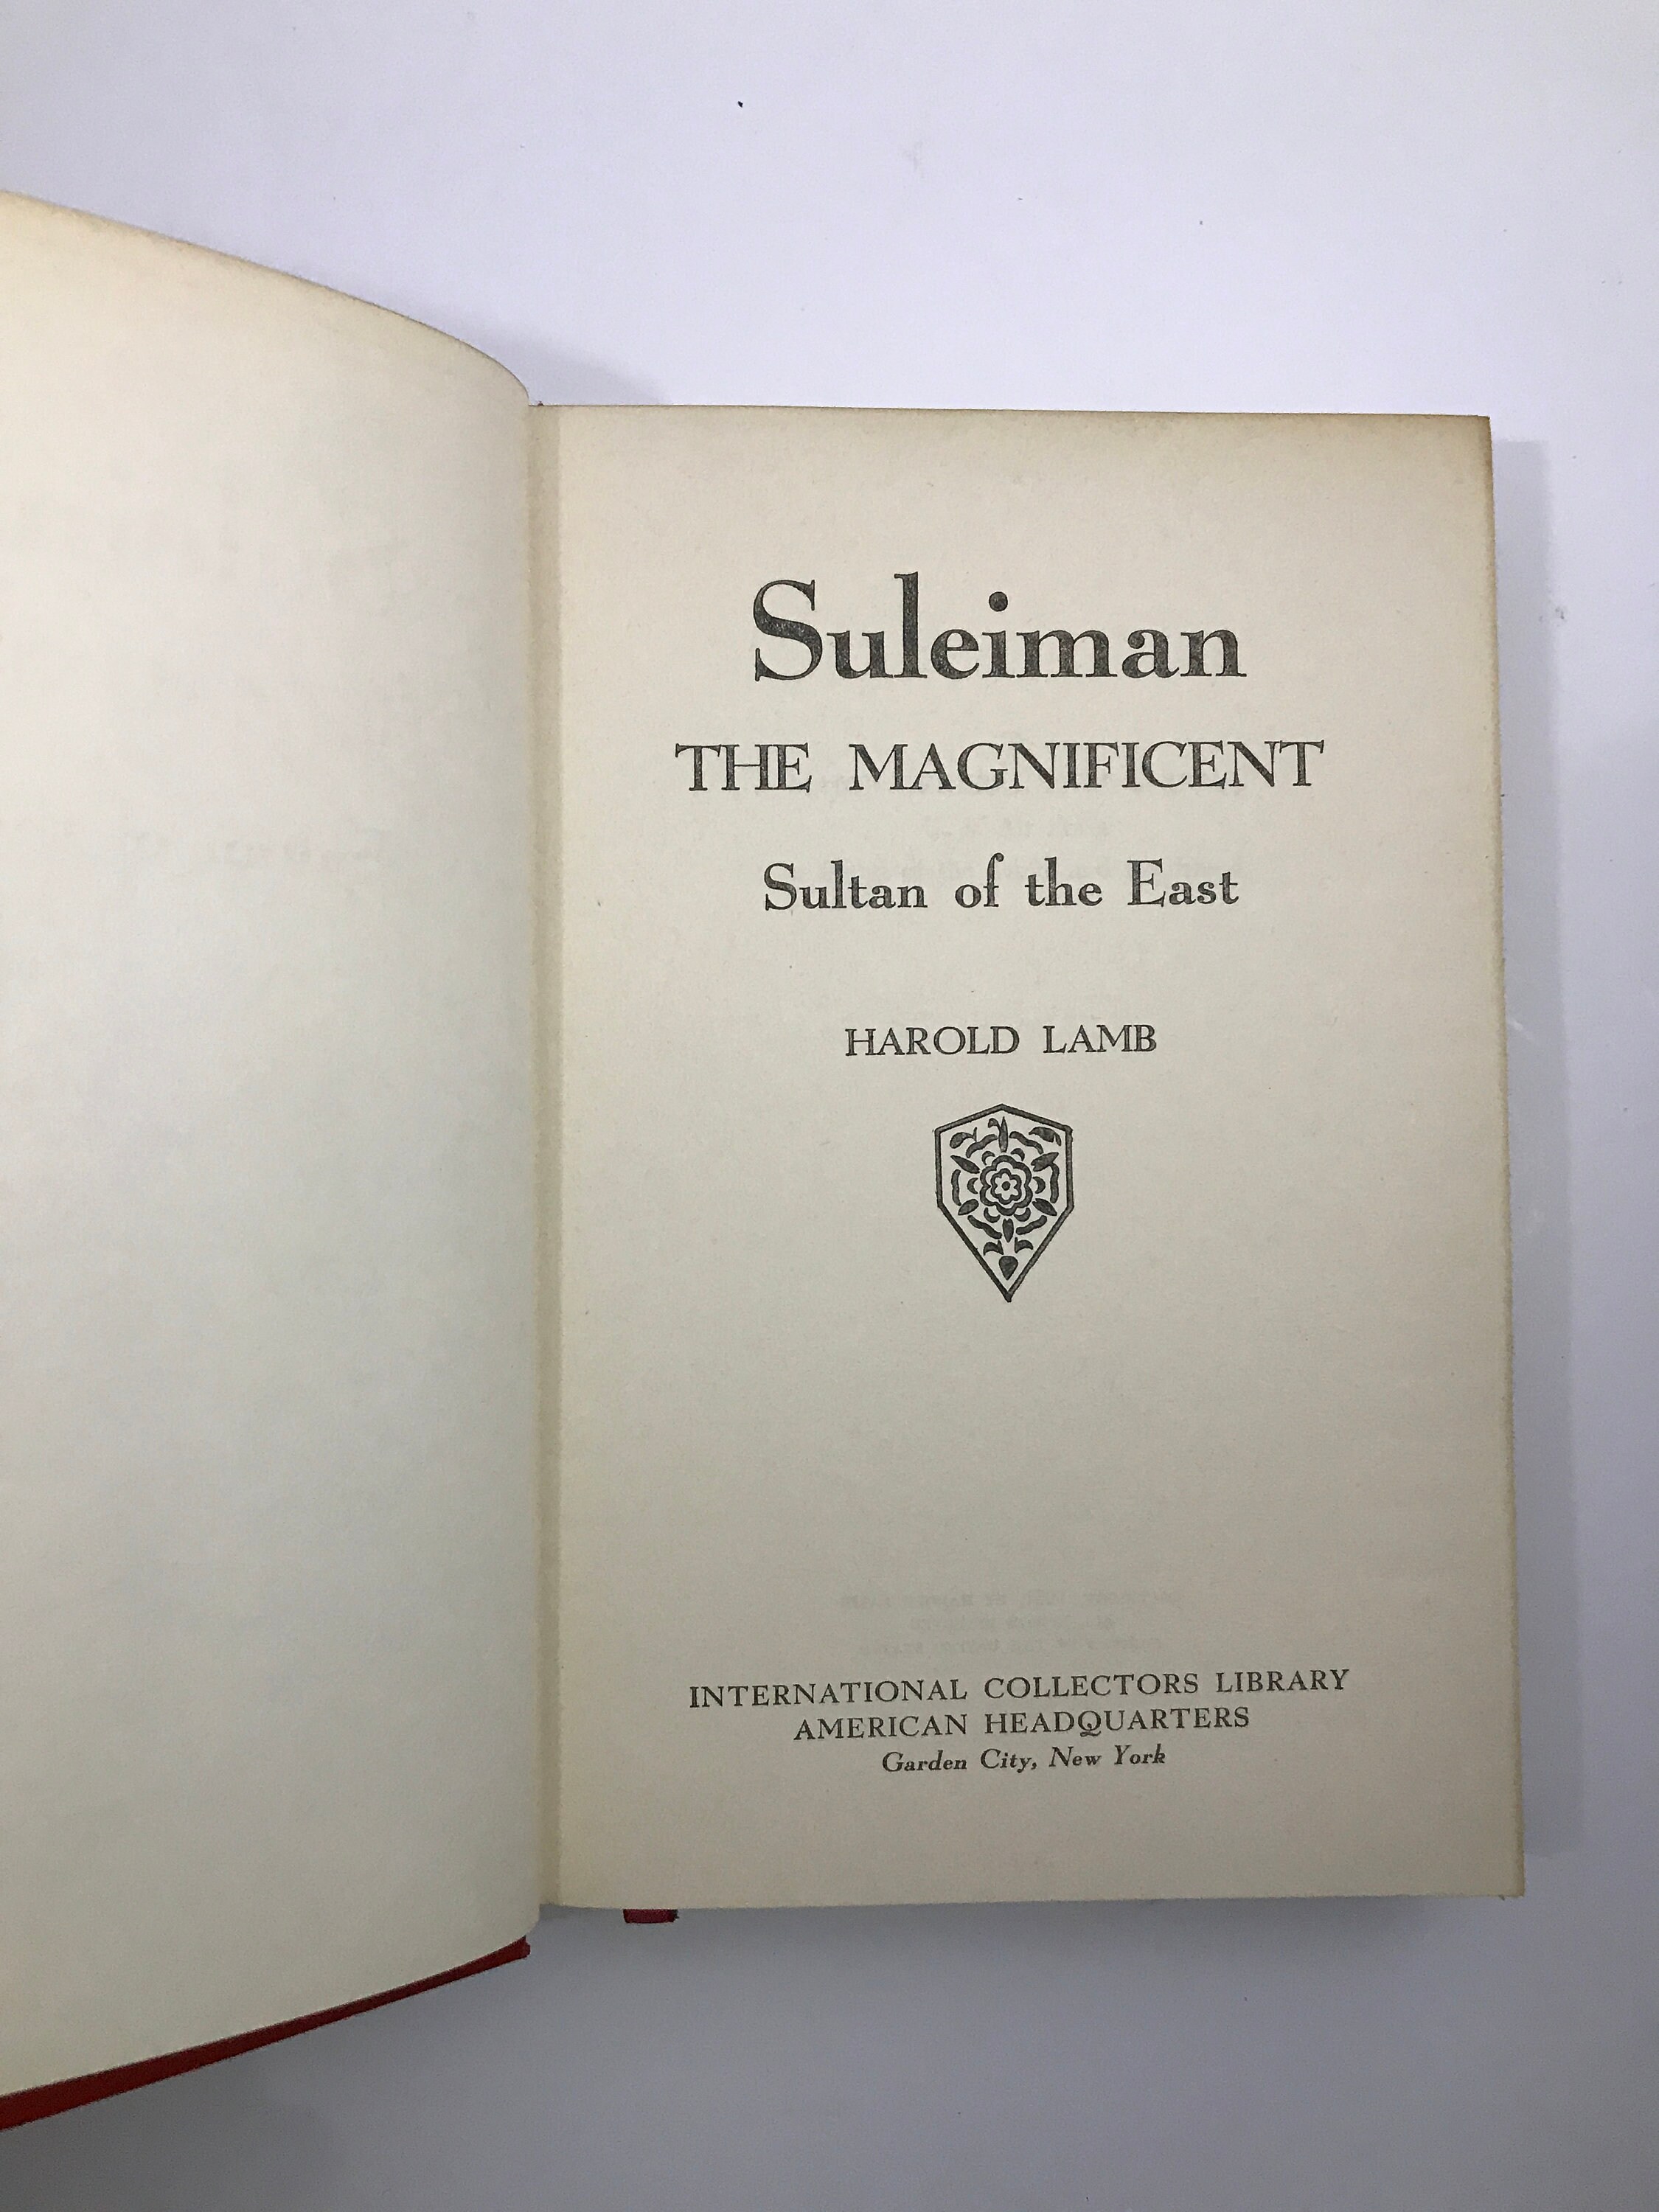 Suleiman
THE MAGNIFICENT
Sultan of the East
HAROLD LAMB
INTERNATIONAL COLLECTORS LIBRARY
AMERICAN HEADQUARTERS
Garden City, New York